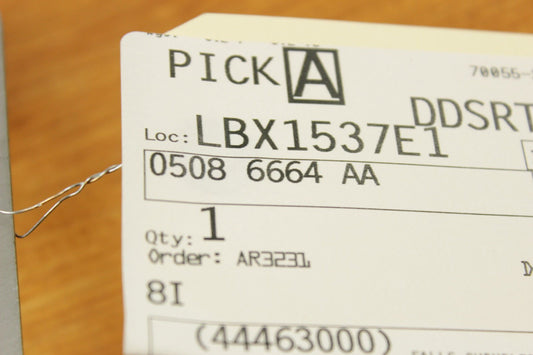 PICK A
70055-
DDSRT
Loc: LBX1537E1
0508 6664 AA
Qty: 1
Order: AR3231
8I
(44463000)